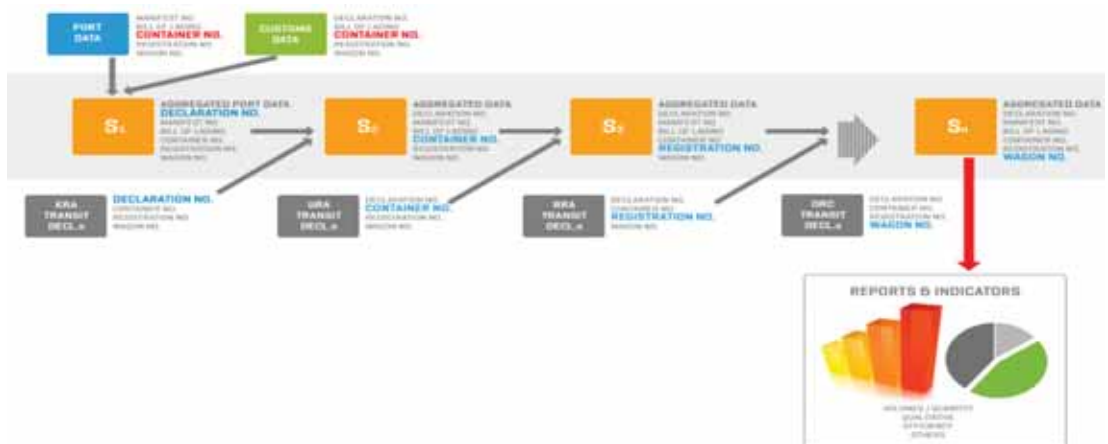 PORT DATA
MANIFEST NO.
BILL OF LADING
CONTAINER NO.
REGISTRATION NO.
WAGON NO.
CUSTOMS DATA
DECLARATION NO.
BILL OF LADING
CONTAINER NO.
REGISTRATION NO.
WAGON NO.
S₁
AGGREGATED PORT DATA
DECLARATION NO.
MANIFEST NO.
BILL OF LADING
CONTAINER NO.
REGISTRATION NO.
WAGON NO.
S₂
AGGREGATED DATA
DECLARATION NO.
MANIFEST NO.
BILL OF LADING
CONTAINER NO.
REGISTRATION NO.
WAGON NO.
S₃
AGGREGATED DATA
DECLARATION NO.
MANIFEST NO.
BILL OF LADING
CONTAINER NO.
REGISTRATION NO.
WAGON NO.
Sₙ
AGGREGATED DATA
DECLARATION NO.
MANIFEST NO.
BILL OF LADING
CONTAINER NO.
REGISTRATION NO.
WAGON NO.
KRA
TRANSIT
DECL.
DECLARATION NO.
CONTAINER NO.
REGISTRATION NO.
WAGON NO.
URA
TRANSIT
DECL.
DECLARATION NO.
CONTAINER NO.
REGISTRATION NO.
WAGON NO.
RRA
TRANSIT
DECL.
DECLARATION NO.
CONTAINER NO.
REGISTRATION NO.
WAGON NO.
DRC
TRANSIT
DECL.
DECLARATION NO.
CONTAINER NO.
REGISTRATION NO.
WAGON NO.
REPORTS & INDICATORS
VOLUMES / QUANTITY
QUALITATIVE
EFFICIENCY
OTHERS